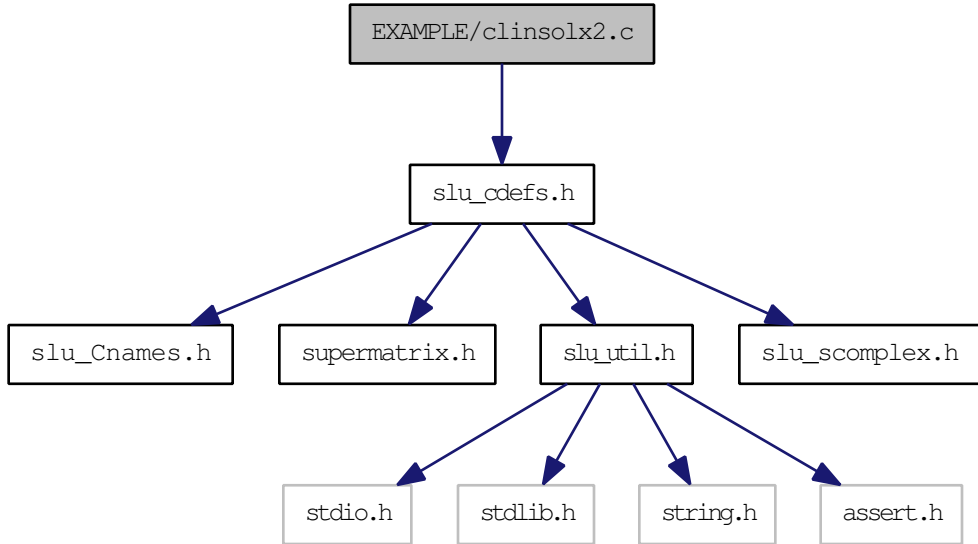 EXAMPLE/clinsolx2.c
slu_cdefs.h
slu_Cnames.h
supermatrix.h
slu_util.h
slu_scomplex.h
stdio.h
stdlib.h
string.h
assert.h